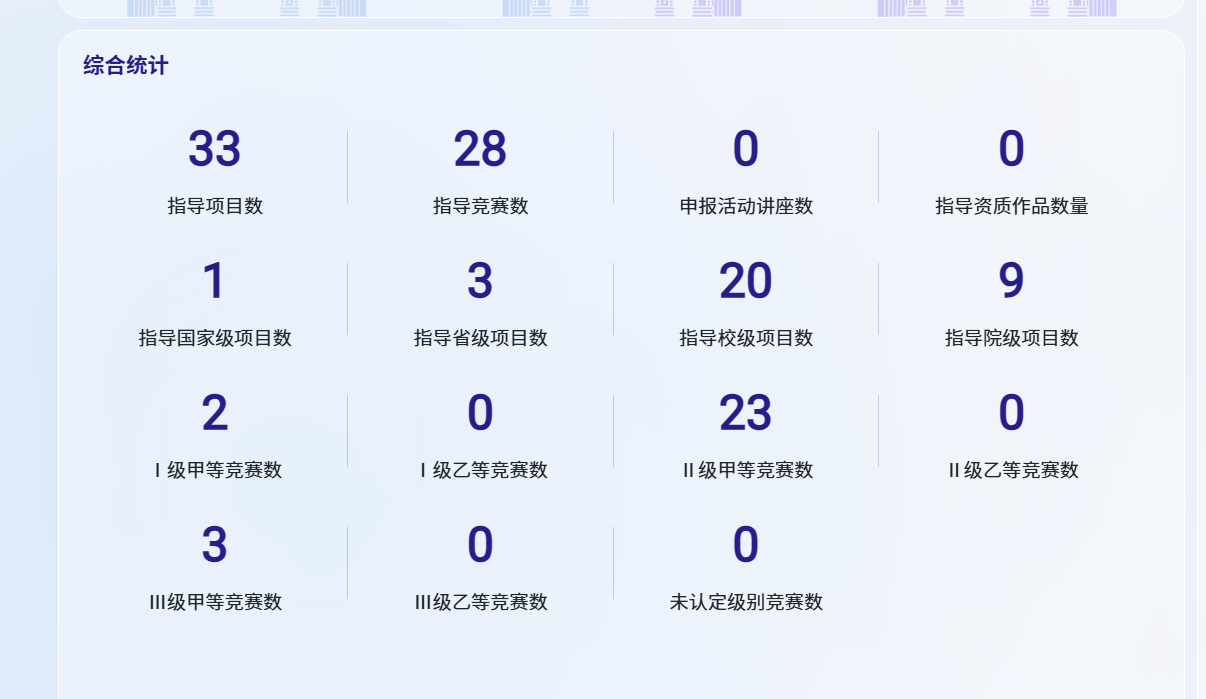 综合统计
33 28 0 0
指导项目数 指导竞赛数 申报活动讲座数 指导资质作品数量
1 3 20 9
指导国家级项目数 指导省级项目数 指导校级项目数 指导院级项目数
2 0 23 0
Ⅰ级甲等竞赛数 Ⅰ级乙等竞赛数 Ⅱ级甲等竞赛数 Ⅱ级乙等竞赛数
3 0 0
Ⅲ级甲等竞赛数 Ⅲ级乙等竞赛数 未认定级别竞赛数